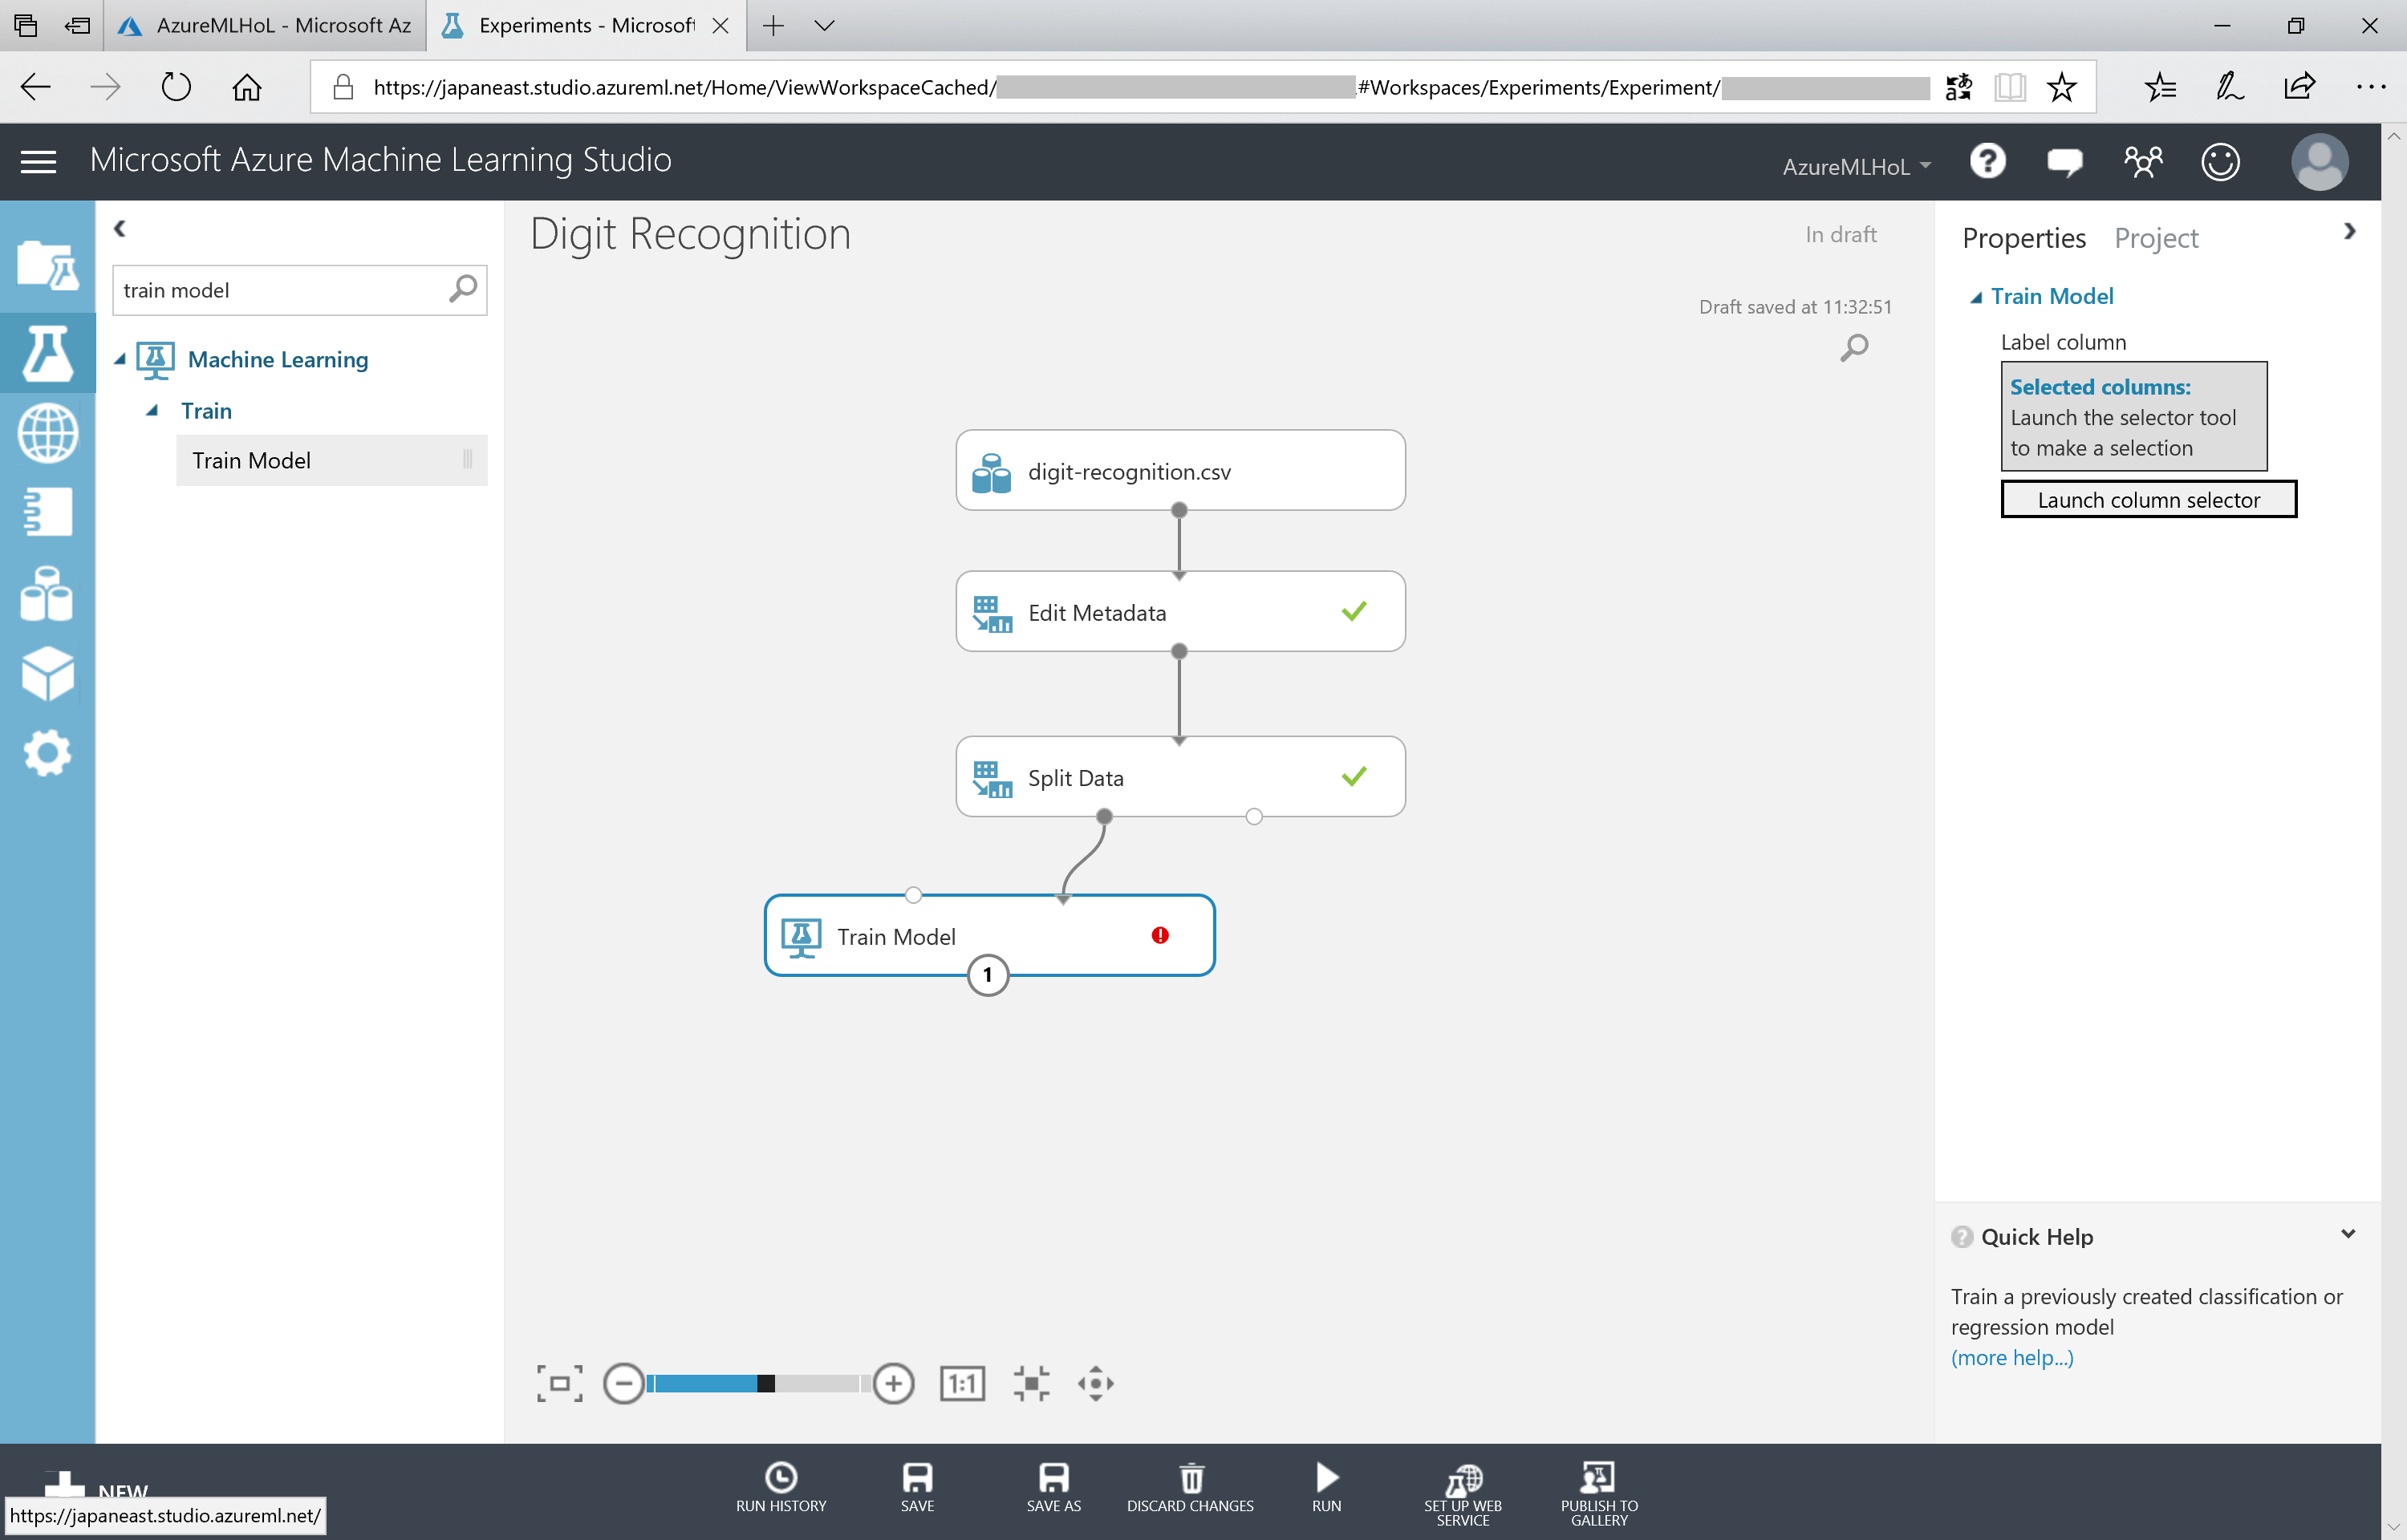 AzureMLHoL - Microsoft Az
Experiments - Microsoft
https://japaneast.studio.azureml.net/Home/ViewWorkspaceCached/ #Workspaces/Experiments/Experiment/
Microsoft Azure Machine Learning Studio
AzureMLHoL
train model
Machine Learning
Train
Train Model
Digit Recognition
In draft
Draft saved at 11:32:51
digit-recognition.csv
Edit Metadata
Split Data
Train Model
1
1:1
Properties Project
Train Model
Label column
Selected columns:
Launch the selector tool
to make a selection
Launch column selector
Quick Help
Train a previously created classification or
regression model
(more help...)
NEW
RUN HISTORY
SAVE
SAVE AS
DISCARD CHANGES
RUN
SET UP WEB
SERVICE
PUBLISH TO
GALLERY
https://japaneast.studio.azureml.net/